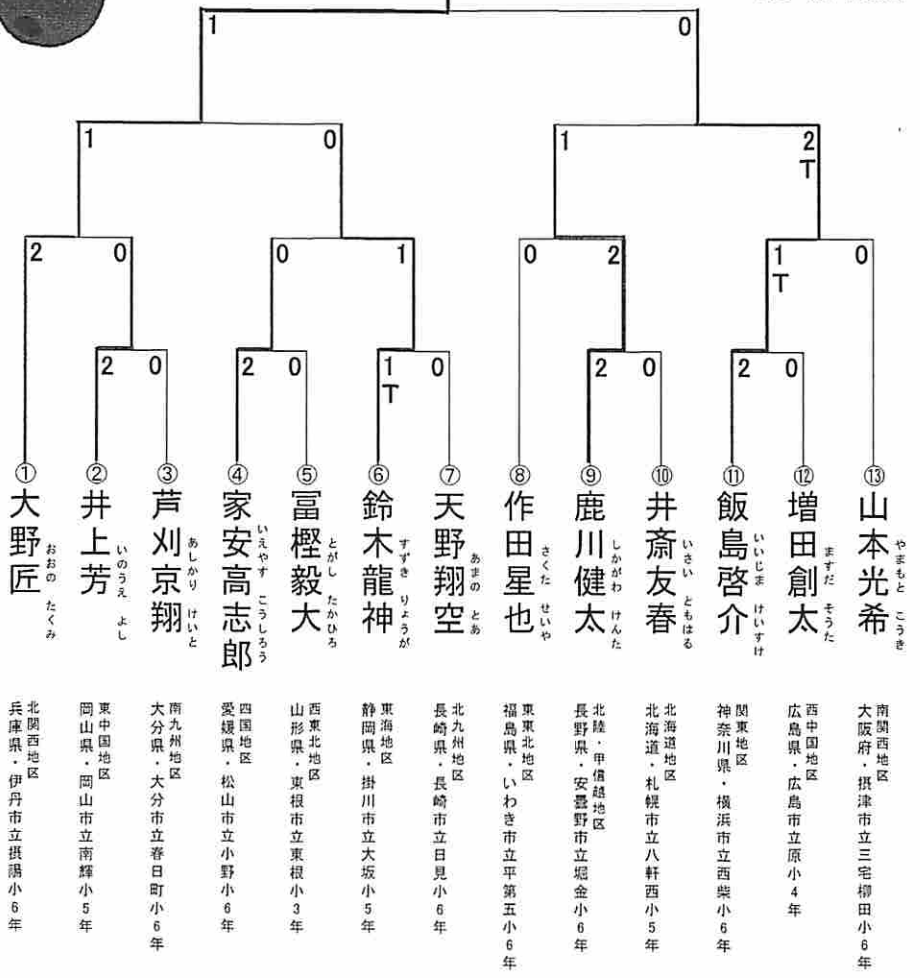 1 0
1 0 1 2
T
2 0 0 1 0 2 1 0
T
2 0 2 0 1 0 2 0 2 0
T
① 大野匠 おおの たくみ
北関西地区
兵庫県・伊丹市立摂陽小6年
② 井上芳 いのうえ よし
東中国地区
岡山県・岡山市立南輝小5年
③ 芦刈京翔 あしかり けいと
南九州地区
大分県・大分市立春日町小6年
④ 家安高志郎 いえやす こうしろう
四国地区
愛媛県・松山市立小野小6年
⑤ 冨樫毅大 とがし たかひろ
西東北地区
山形県・東根市立東根小3年
⑥ 鈴木龍神 すずき りょうが
東海地区
静岡県・掛川市立大坂小5年
⑦ 天野翔空 あまの とあ
北九州地区
長崎県・長崎市立日見小6年
⑧ 作田星也 さくた せいや
東東北地区
福島県・いわき市立平第五小6年
⑨ 鹿川健太 しかがわ けんた
北陸・甲信越地区
長野県・安曇野市立堀金小6年
⑩ 井斎友春 いさい ともはる
北海道地区
北海道・札幌市立八軒西小5年
⑪ 飯島啓介 いいじま けいすけ
関東地区
神奈川県・横浜市立西柴小6年
⑫ 増田創太 ますだ そうた
西中国地区
広島県・広島市立原小4年
⑬ 山本光希 やまもと こうき
南関西地区
大阪府・摂津市立三宅柳田小6年